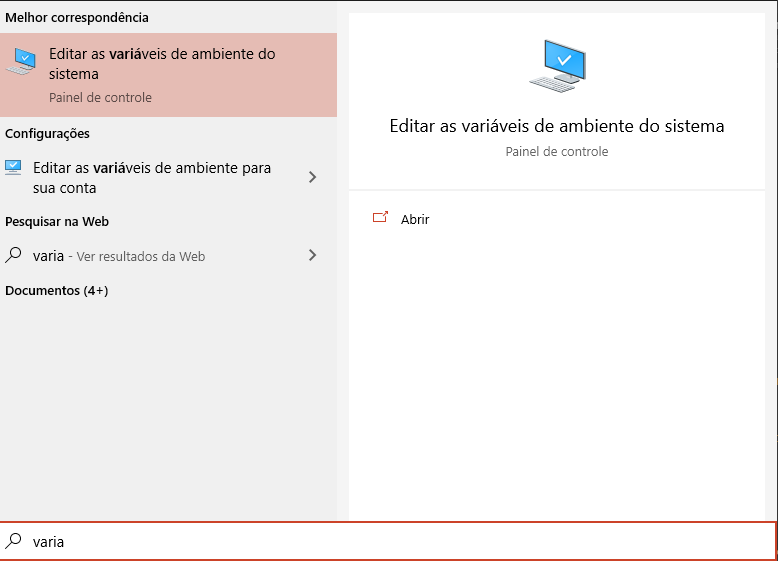 Melhor correspondência
Editar as variáveis de ambiente do
sistema
Painel de controle
Configurações
Editar as variáveis de ambiente para
sua conta
Pesquisar na Web
varia - Ver resultados da Web
Documentos (4+)
Editar as variáveis de ambiente do sistema
Painel de controle
Abrir
varia